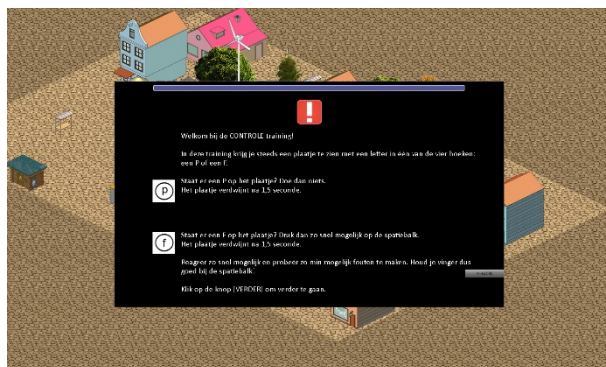 !
Welkom bij de CONTROLE training!
In deze training krijg je steeds een plaatje te zien met een letter in één van de vier hoeken:
een P of een F.
Staat er een P op het plaatje? Doe dan niets.
Het plaatje verdwijnt na 1,5 seconde.
p
Staat er een F op het plaatje? Druk dan zo snel mogelijk op de spatiebalk.
Het plaatje verdwijnt na 1,5 seconde.
f
Reageer zo snel mogelijk en probeer zo min mogelijk fouten te maken. Houd je vinger dus
goed bij de spatiebalk.
Klik op de knop [VERDER] om verder te gaan.